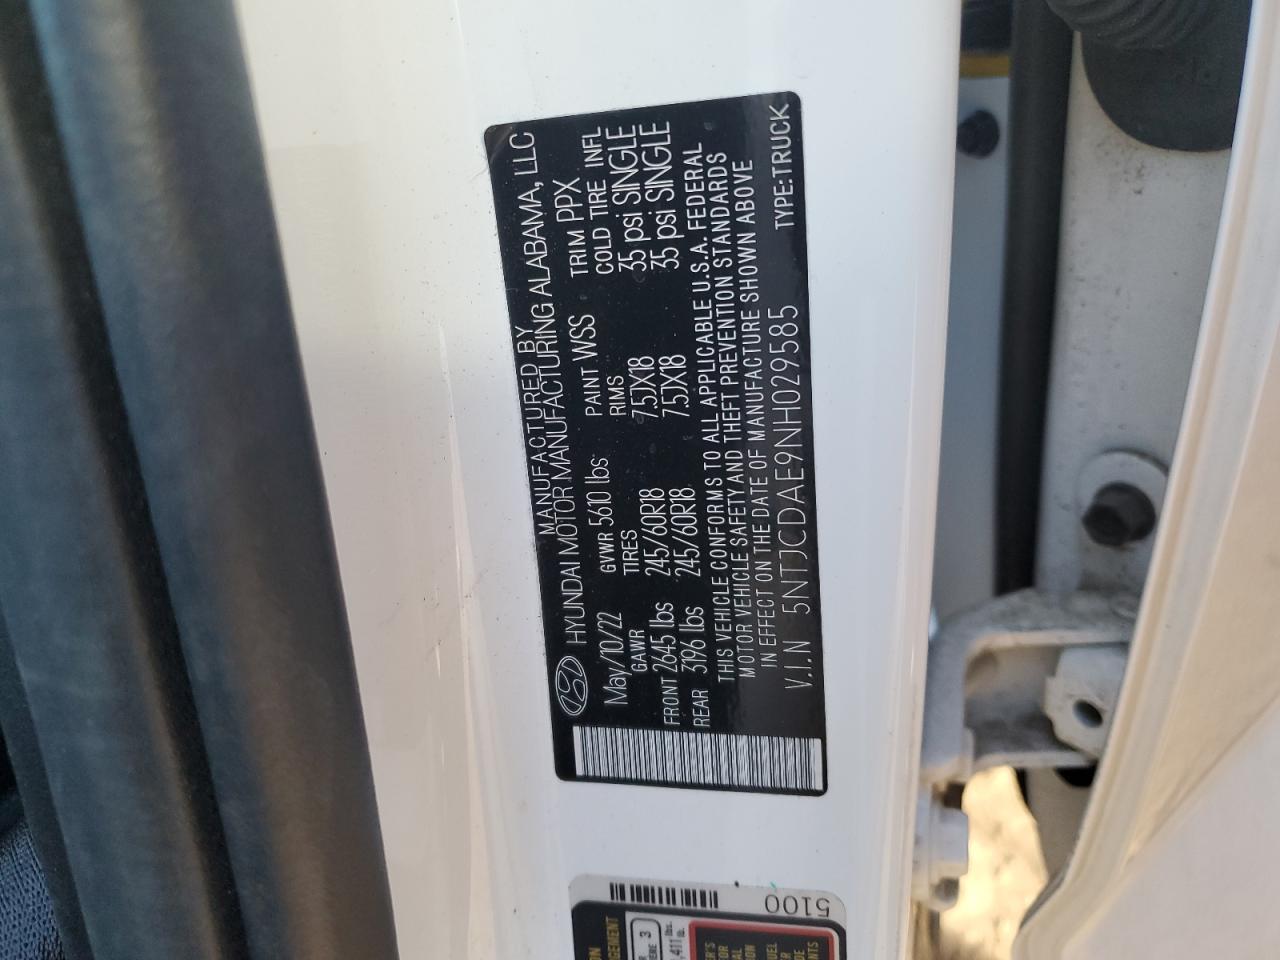 MANUFACTURED BY
HYUNDAI MOTOR MANUFACTURING ALABAMA, LLC
May/10/22 GVWR 5610 lbs PAINT WSS TRIM PPX
GAWR TIRES RIMS COLD TIRE INFL
FRONT 2645 lbs 245/60R18 7.5JX18 35 psi SINGLE
REAR 3196 lbs 245/60R18 7.5JX18 35 psi SINGLE
THIS VEHICLE CONFORMS TO ALL APPLICABLE U.S.A. FEDERAL
MOTOR VEHICLE SAFETY AND THEFT PREVENTION STANDARDS
IN EFFECT ON THE DATE OF MANUFACTURE SHOWN ABOVE
V.I.N 5NTJCDAE9NH029585 TYPE:TRUCK
5100
3